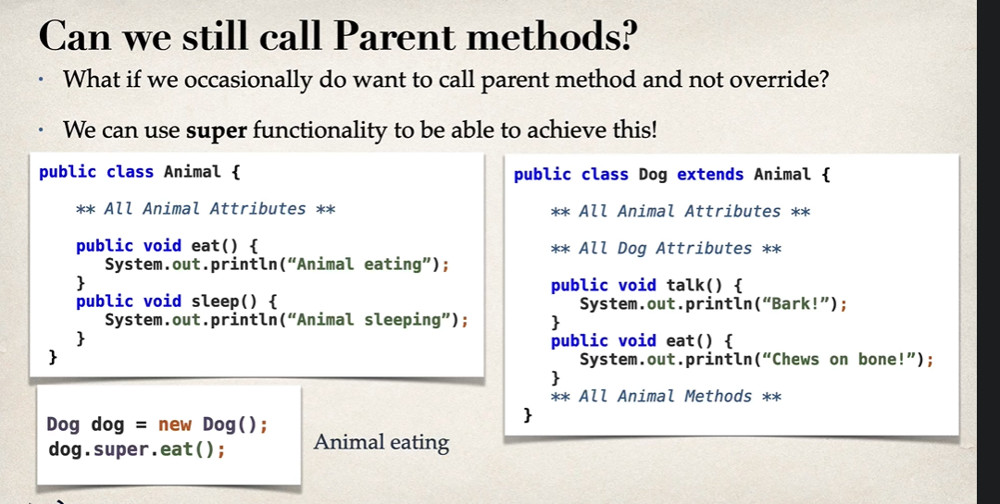 Can we still call Parent methods?
• What if we occasionally do want to call parent method and not override?
• We can use super functionality to be able to achieve this!
public class Animal {
** All Animal Attributes **
public void eat() {
System.out.println(“Animal eating”);
}
public void sleep() {
System.out.println(“Animal sleeping”);
}
}
public class Dog extends Animal {
** All Animal Attributes **
** All Dog Attributes **
public void talk() {
System.out.println(“Bark!”);
}
public void eat() {
System.out.println(“Chews on bone!”);
}
** All Animal Methods **
}
Dog dog = new Dog();
dog.super.eat();
Animal eating